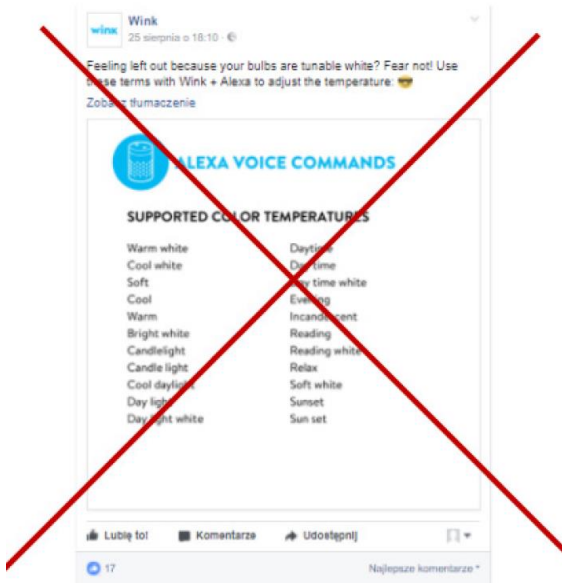 wink
Wink
25 sierpnia o 18:10
Feeling left out because your bulbs are tunable white? Fear not! Use
these terms with Wink + Alexa to adjust the temperature:
Zobacz tłumaczenie
ALEXA VOICE COMMANDS
SUPPORTED COLOR TEMPERATURES
Warm white
Cool white
Soft
Cool
Warm
Bright white
Candlelight
Candle light
Cool daylight
Day light
Day light white
Daytime
Day time
Day time white
Evening
Incandescent
Reading
Reading white
Relax
Soft white
Sunset
Sun set
Lubię to!
Komentarze
Udostępnij
17
Najlepsze komentarze